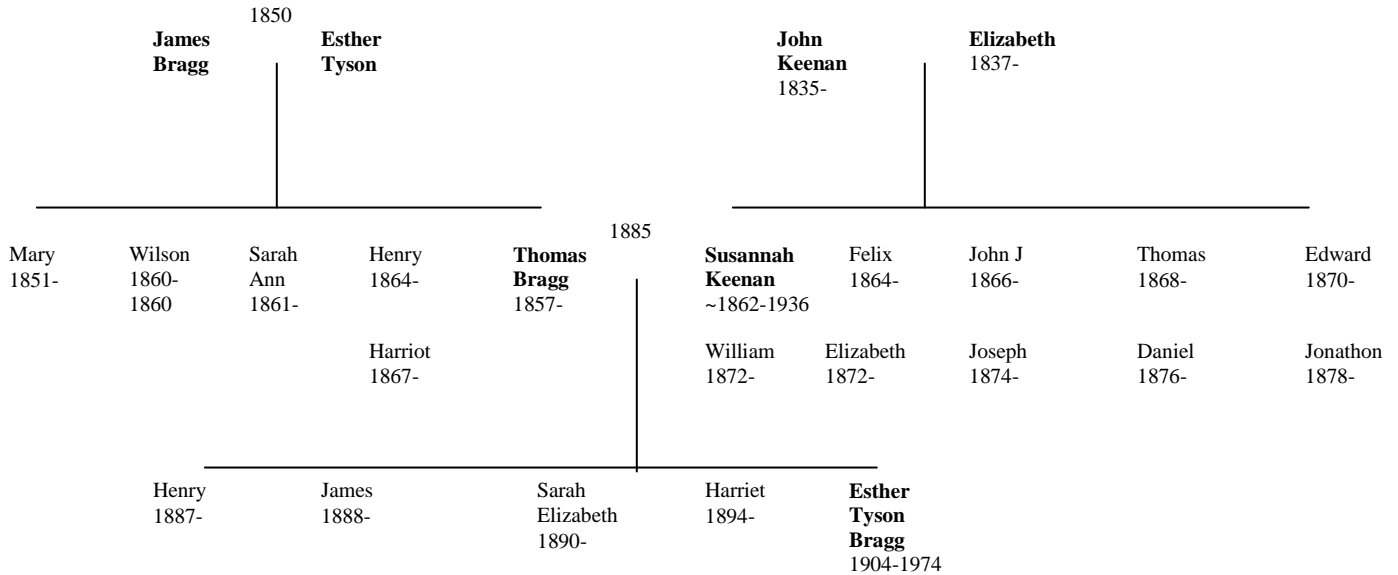 1850
James Bragg
Esther Tyson
John Keenan
1835-
Elizabeth
1837-
1885
Mary
1851-
Wilson
1860-
1860
Sarah
Ann
1861-
Henry
1864-
Thomas
Bragg
1857-
Susannah
Keenan
~1862-1936
Felix
1864-
John J
1866-
Thomas
1868-
Edward
1870-
Harriot
1867-
William
1872-
Elizabeth
1872-
Joseph
1874-
Daniel
1876-
Jonathon
1878-
Henry
1887-
James
1888-
Sarah
Elizabeth
1890-
Harriet
1894-
Esther
Tyson
Bragg
1904-1974